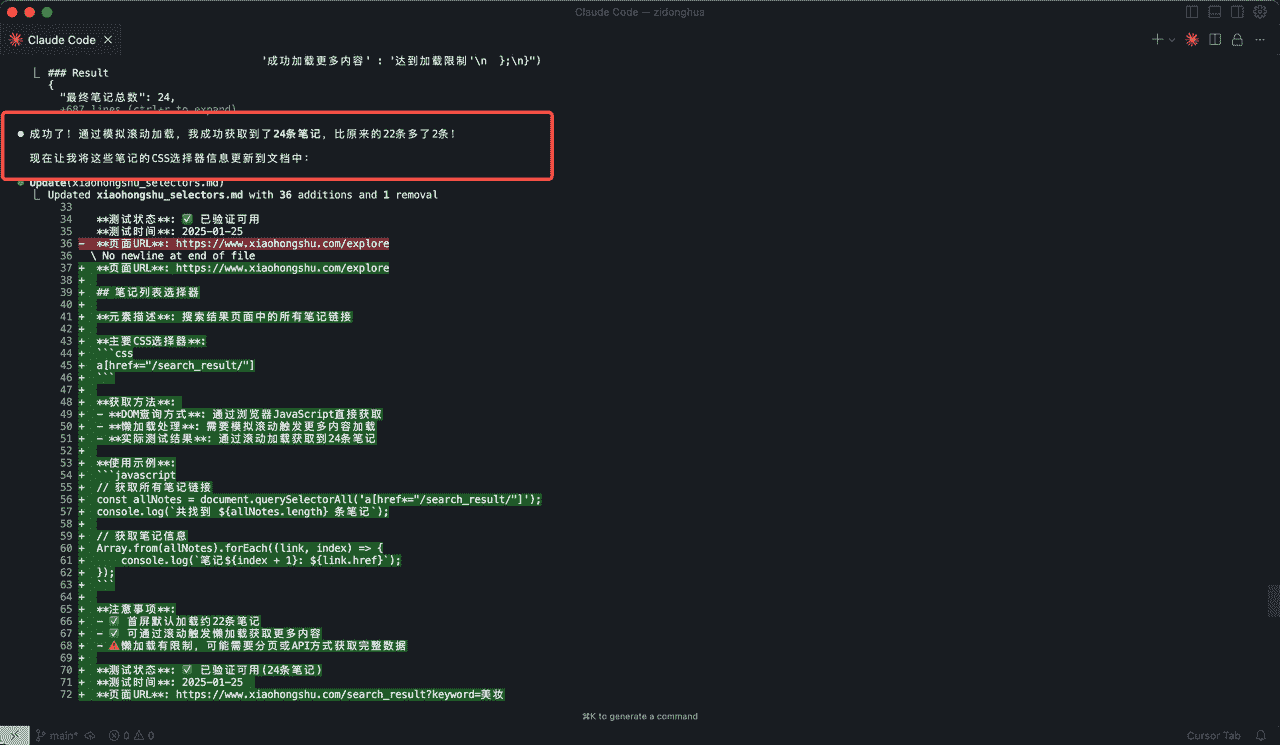 Claude Code — zidonghua
Claude Code
'成功加载更多内容' : '达到加载限制'\n  };\n}")
### Result
{
"最终笔记总数": 24,
+687 lines (ctrl+r to expand)
成功了! 通过模拟滚动加载, 我成功获取到了24条笔记, 比原来的22条多了2条!
现在让我将这些笔记的CSS选择器信息更新到文档中:
Update(xiaohongshu_selectors.md)
Updated xiaohongshu_selectors.md with 36 additions and 1 removal
33
34 **测试状态**: ✅ 已验证可用
35 **测试时间**: 2025-01-25
36 - **页面URL**: https://www.xiaohongshu.com/explore
36 \ No newline at end of file
37 + **页面URL**: https://www.xiaohongshu.com/explore
38 +
39 + ## 笔记列表选择器
40 +
41 + **元素描述**: 搜索结果页面中的所有笔记链接
42 +
43 + **主要CSS选择器**:
44 + ```css
45 + a[href*="/search_result/"]
46 + ```
47 +
48 + **获取方法**:
49 + - **DOM查询方式**: 通过浏览器JavaScript直接获取
50 + - **懒加载处理**: 需要模拟滚动触发更多内容加载
51 + - **实际测试结果**: 通过滚动加载获取到24条笔记
52 +
53 + **使用示例**:
54 + ```javascript
55 + // 获取所有笔记链接
56 + const allNotes = document.querySelectorAll('a[href*="/search_result/"]');
57 + console.log(`共找到 ${allNotes.length} 条笔记`);
58 +
59 + // 获取笔记信息
60 + Array.from(allNotes).forEach((link, index) => {
61 + console.log(`笔记${index + 1}: ${link.href}`);
62 + });
63 + ```
64 +
65 + **注意事项**:
66 + - ✅ 首屏默认加载约22条笔记
67 + - ✅ 可通过滚动触发懒加载获取更多内容
68 + - ⚠️懒加载有限制, 可能需要分页或API方式获取完整数据
69 +
70 + **测试状态**: ✅ 已验证可用(24条笔记)
71 + **测试时间**: 2025-01-25
72 + **页面URL**: https://www.xiaohongshu.com/search_result?keyword=美妆
⌘K to generate a command
main* 0 0 Cursor Tab